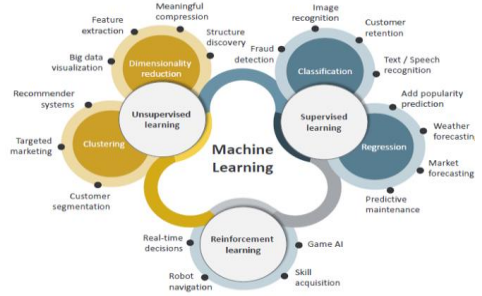 Meaningful
compression
Feature
extraction
Structure
discovery
Big data
visualization
Dimensionality
reduction
Recommender
systems
Unsupervised
learning
Clustering
Targeted
marketing
Customer
segmentation
Image
recognition
Customer
retention
Fraud
detection
Classification
Text / Speech
recognition
Supervised
learning
Add popularity
prediction
Weather
forecasting
Regression
Market
forecasting
Predictive
maintenance
Machine
Learning
Real-time
decisions
Reinforcement
learning
Game AI
Robot
navigation
Skill
acquisition